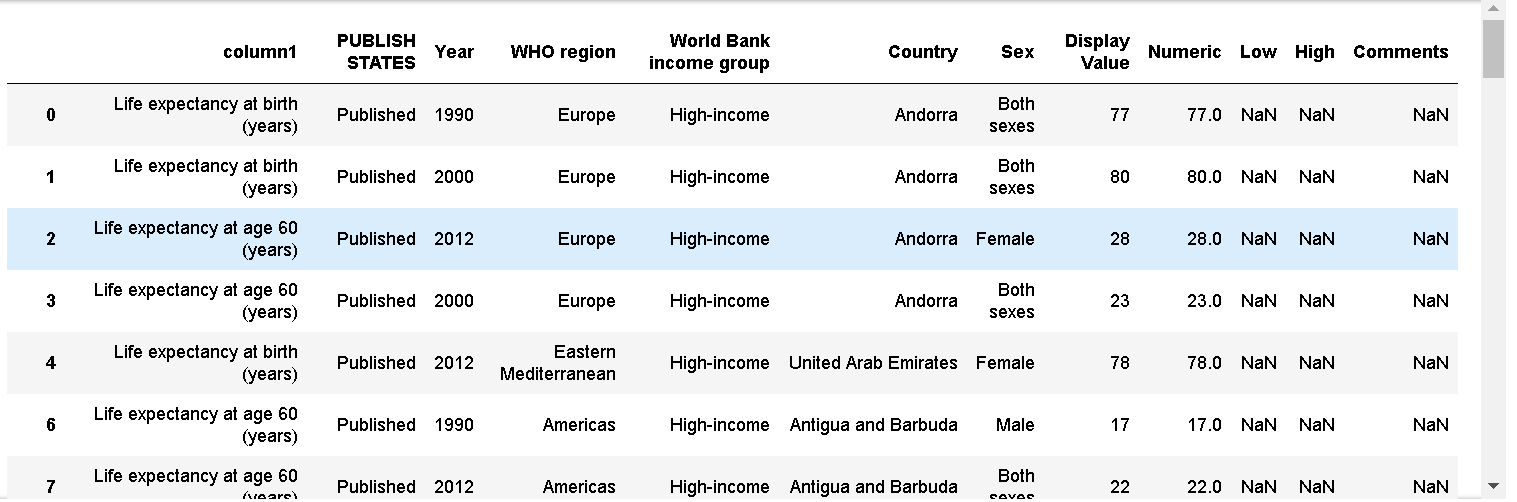 column1 PUBLISH STATES Year WHO region World Bank income group Country Sex Display Value Numeric Low High Comments
0 Life expectancy at birth (years) Published 1990 Europe High-income Andorra Both sexes 77 77.0 NaN NaN NaN
1 Life expectancy at birth (years) Published 2000 Europe High-income Andorra Both sexes 80 80.0 NaN NaN NaN
2 Life expectancy at age 60 (years) Published 2012 Europe High-income Andorra Female 28 28.0 NaN NaN NaN
3 Life expectancy at age 60 (years) Published 2000 Europe High-income Andorra Both sexes 23 23.0 NaN NaN NaN
4 Life expectancy at birth (years) Published 2012 Eastern Mediterranean High-income United Arab Emirates Female 78 78.0 NaN NaN NaN
6 Life expectancy at age 60 (years) Published 1990 Americas High-income Antigua and Barbuda Male 17 17.0 NaN NaN NaN
7 Life expectancy at age 60 (years) Published 2012 Americas High-income Antigua and Barbuda Both sexes 22 22.0 NaN NaN NaN